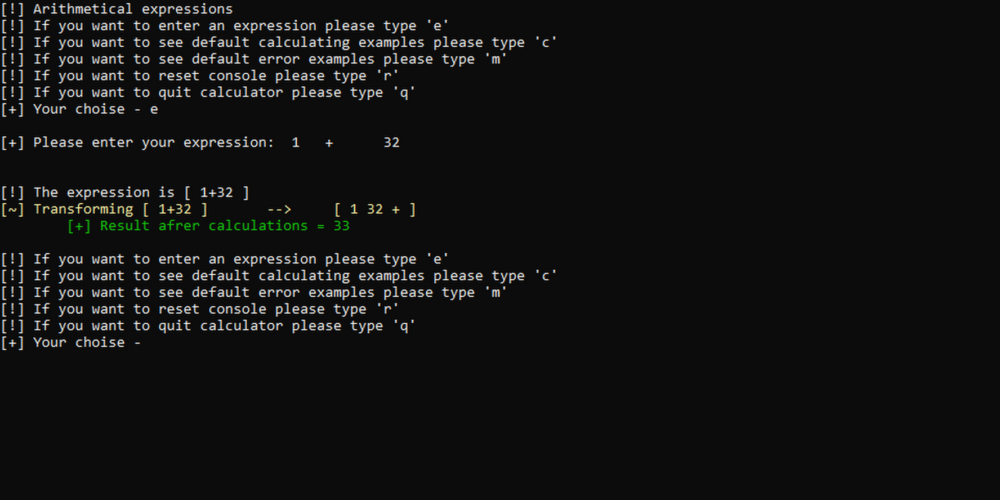 [!] Arithmetical expressions
[!] If you want to enter an expression please type 'e'
[!] If you want to see default calculating examples please type 'c'
[!] If you want to see default error examples please type 'm'
[!] If you want to reset console please type 'r'
[!] If you want to quit calculator please type 'q'
[+] Your choise - e
[+] Please enter your expression:  1   +      32
[!] The expression is [ 1+32 ]
[~] Transforming [ 1+32 ]       -->     [ 1 32 + ]
        [+] Result afrer calculations = 33
[!] If you want to enter an expression please type 'e'
[!] If you want to see default calculating examples please type 'c'
[!] If you want to see default error examples please type 'm'
[!] If you want to reset console please type 'r'
[!] If you want to quit calculator please type 'q'
[+] Your choise -